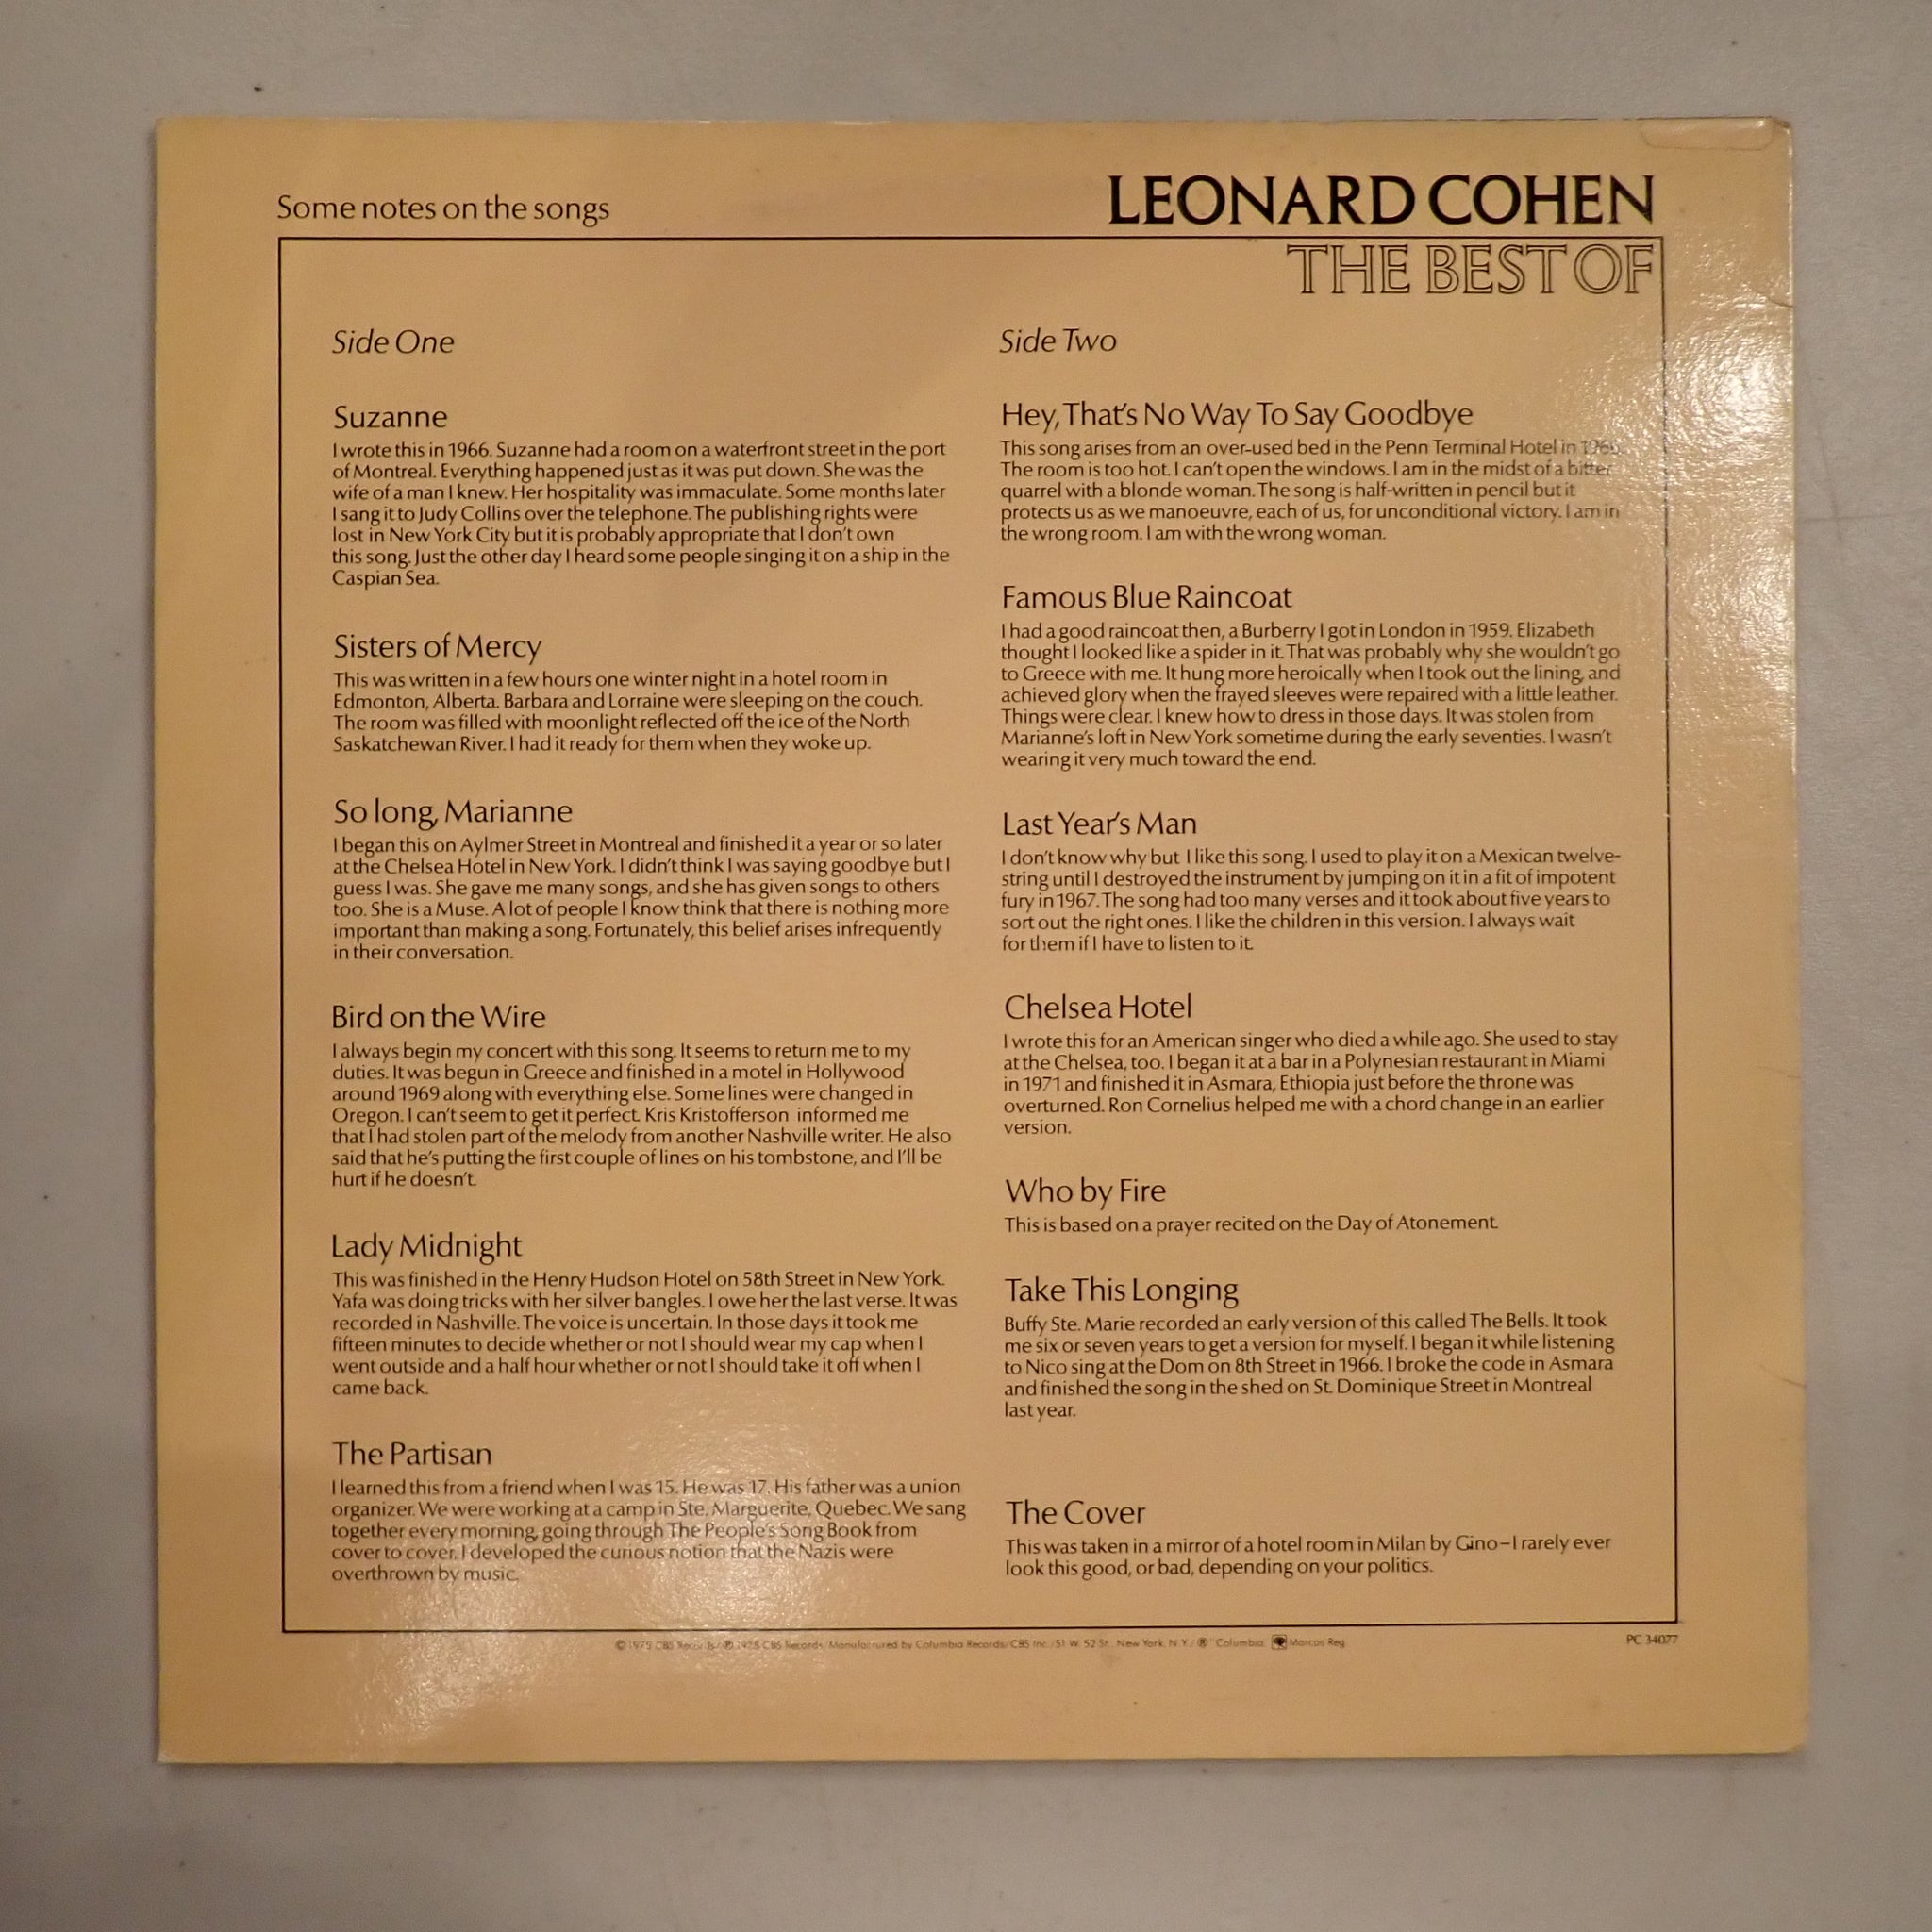 Some notes on the songs
LEONARD COHEN
THE BEST OF
Side One
Suzanne
I wrote this in 1966. Suzanne had a room on a waterfront street in the port
of Montreal. Everything happened just as it was put down. She was the
wife of a man I knew. Her hospitality was immaculate. Some months later
I sang it to Judy Collins over the telephone. The publishing rights were
lost in New York City but it is probably appropriate that I don't own
this song. Just the other day I heard some people singing it on a ship in the
Caspian Sea.
Sisters of Mercy
This was written in a few hours one winter night in a hotel room in
Edmonton, Alberta. Barbara and Lorraine were sleeping on the couch.
The room was filled with moonlight reflected off the ice of the North
Saskatchewan River. I had it ready for them when they woke up.
So long, Marianne
I began this on Aylmer Street in Montreal and finished it a year or so later
at the Chelsea Hotel in New York. I didn't think I was saying goodbye but I
guess I was. She gave me many songs, and she has given songs to others
too. She is a Muse. A lot of people I know think that there is nothing more
important than making a song. Fortunately, this belief arises infrequently
in their conversation.
Bird on the Wire
I always begin my concert with this song. It seems to return me to my
duties. It was begun in Greece and finished in a motel in Hollywood
around 1969 along with everything else. Some lines were changed in
Oregon. I can't seem to get it perfect. Kris Kristofferson informed me
that I had stolen part of the melody from another Nashville writer. He also
said that he's putting the first couple of lines on his tombstone, and I'll be
hurt if he doesn't.
Lady Midnight
This was finished in the Henry Hudson Hotel on 58th Street in New York.
Yafa was doing tricks with her silver bangles. I owe her the last verse. It was
recorded in Nashville. The voice is uncertain. In those days it took me
fifteen minutes to decide whether or not I should wear my cap when I
went outside and a half hour whether or not I should take it off when I
came back.
The Partisan
I learned this from a friend when I was 15. He was 17. His father was a union
organizer. We were working at a camp in Ste. Marguerite, Quebec. We sang
together every morning, going through The People's Song Book from
cover to cover. I developed the curious notion that the Nazis were
overthrown by music.
Side Two
Hey, That's No Way To Say Goodbye
This song arises from an over-used bed in the Penn Terminal Hotel in
The room is too hot. I can't open the windows. I am in the midst of a bitter
quarrel with a blonde woman. The song is half-written in pencil but it
protects us as we manoeuvre, each of us, for unconditional victory. I am in
the wrong room. I am with the wrong woman.
Famous Blue Raincoat
I had a good raincoat then, a Burberry I got in London in 1959. Elizabeth
thought I looked like a spider in it. That was probably why she wouldn't go
to Greece with me. It hung more heroically when I took out the lining, and
achieved glory when the frayed sleeves were repaired with a little leather.
Things were clear. I knew how to dress in those days. It was stolen from
Marianne's loft in New York sometime during the early seventies. I wasn't
wearing it very much toward the end.
Last Year's Man
I don't know why but I like this song. I used to play it on a Mexican twelve-
string until I destroyed the instrument by jumping on it in a fit of impotent
fury in 1967. The song had too many verses and it took about five years to
sort out the right ones. I like the children in this version. I always wait
for them if I have to listen to it.
Chelsea Hotel
I wrote this for an American singer who died a while ago. She used to stay
at the Chelsea, too. I began it at a bar in a Polynesian restaurant in Miami
in 1971 and finished it in Asmara, Ethiopia just before the throne was
overturned. Ron Cornelius helped me with a chord change in an earlier
version.
Who by Fire
This is based on a prayer recited on the Day of Atonement.
Take This Longing
Buffy Ste. Marie recorded an early version of this called The Bells. It took
me six or seven years to get a version for myself. I began it while listening
to Nico sing at the Dom on 8th Street in 1966. I broke the code in Asmara
and finished the song in the shed on St. Dominique Street in Montreal
last year.
The Cover
This was taken in a mirror of a hotel room in Milan by Gino–I rarely ever
look this good, or bad, depending on your politics.
© 1975 CBS Records/℗ 1975 CBS Records/Manufactured by Columbia Records/CBS Inc./51 W. 52 St., New York, N.Y./® "Columbia, Marcas Reg.
PC 34077